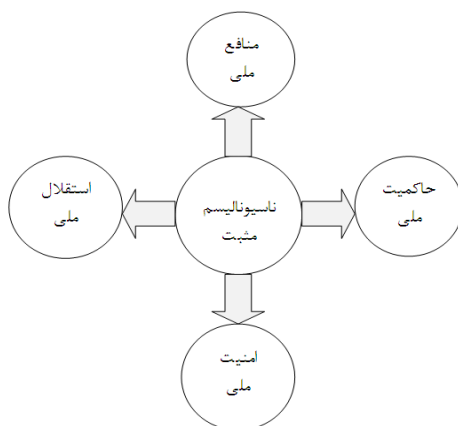 منافع
ملی
حاکمیت
ملی
ناسیونالیسم
مثبت
استقلال
ملی
امنیت
ملی